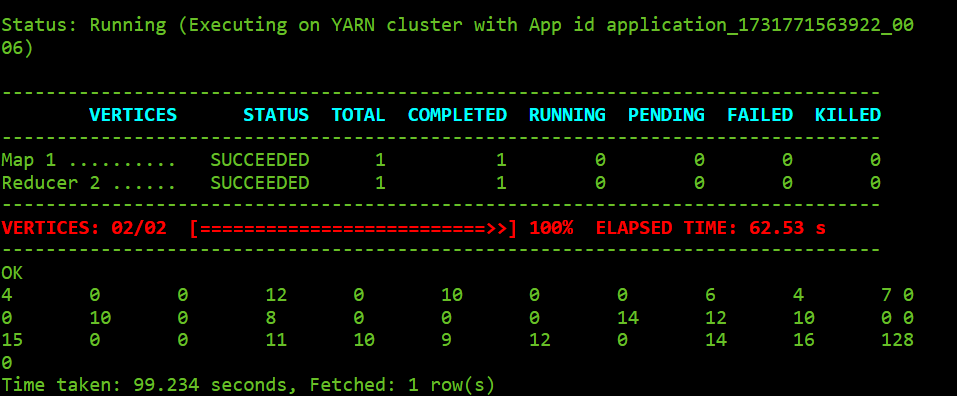 Status: Running (Executing on YARN cluster with App id application_1731771563922_00
06)
--------------------------------------------------------------------------------
        VERTICES      STATUS  TOTAL  COMPLETED  RUNNING  PENDING  FAILED  KILLED
--------------------------------------------------------------------------------
Map 1 ..........   SUCCEEDED      1          1        0        0       0       0
Reducer 2 ......   SUCCEEDED      1          1        0        0       0       0
--------------------------------------------------------------------------------
VERTICES: 02/02  [==========================>>] 100%  ELAPSED TIME: 62.53 s
--------------------------------------------------------------------------------
OK
4       0       0       12      0       10      0       0       6       4       7 0
0       10      0       8       0       0       0       14      12      10      0 0
15      0       0       11      10      9       12      0       14      16      128
0
Time taken: 99.234 seconds, Fetched: 1 row(s)